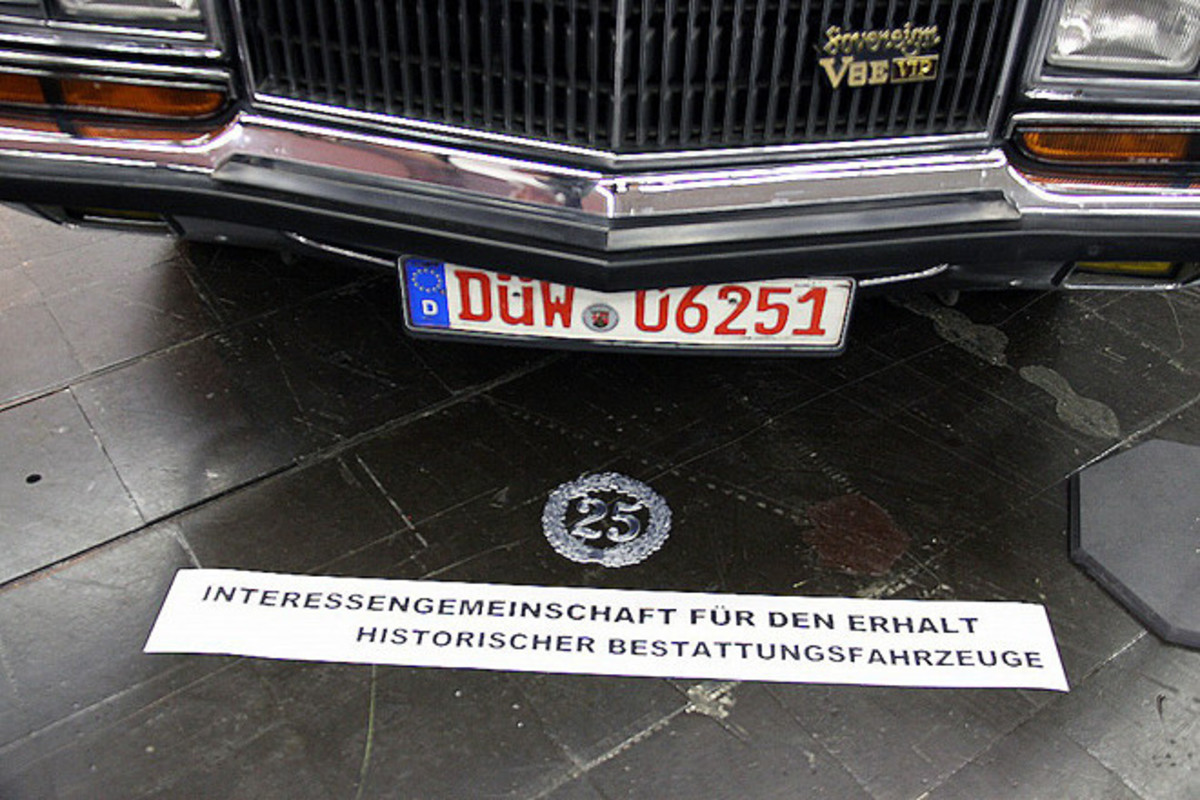 Sovereign
V8E VIP
D DÜW 06251
25
INTERESSENGEMEINSCHAFT FÜR DEN ERHALT
HISTORISCHER BESTATTUNGSFAHRZEUGE